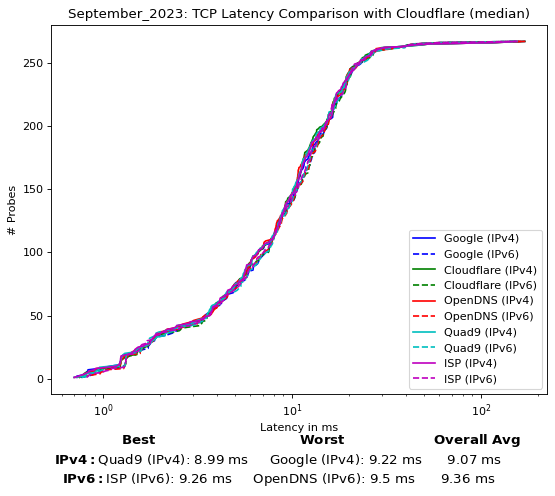 September_2023: TCP Latency Comparison with Cloudflare (median)
# Probes
250
200
150
100
50
0
Google (IPv4)
Google (IPv6)
Cloudflare (IPv4)
Cloudflare (IPv6)
OpenDNS (IPv4)
OpenDNS (IPv6)
Quad9 (IPv4)
Quad9 (IPv6)
ISP (IPv4)
ISP (IPv6)
10⁰ 10¹ 10²
Latency in ms
Best Worst Overall Avg
IPv4: Quad9 (IPv4): 8.99 ms Google (IPv4): 9.22 ms 9.07 ms
IPv6: ISP (IPv6): 9.26 ms OpenDNS (IPv6): 9.5 ms 9.36 ms